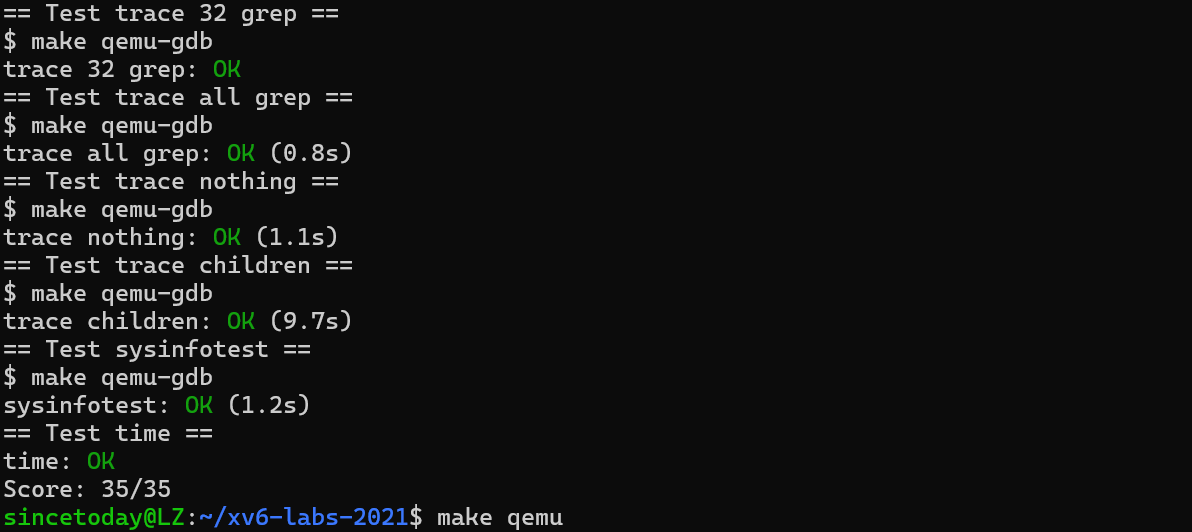 == Test trace 32 grep ==
$ make qemu-gdb
trace 32 grep: OK
== Test trace all grep ==
$ make qemu-gdb
trace all grep: OK (0.8s)
== Test trace nothing ==
$ make qemu-gdb
trace nothing: OK (1.1s)
== Test trace children ==
$ make qemu-gdb
trace children: OK (9.7s)
== Test sysinfotest ==
$ make qemu-gdb
sysinfotest: OK (1.2s)
== Test time ==
time: OK
Score: 35/35
sincetoday@LZ:~/xv6-labs-2021$ make qemu